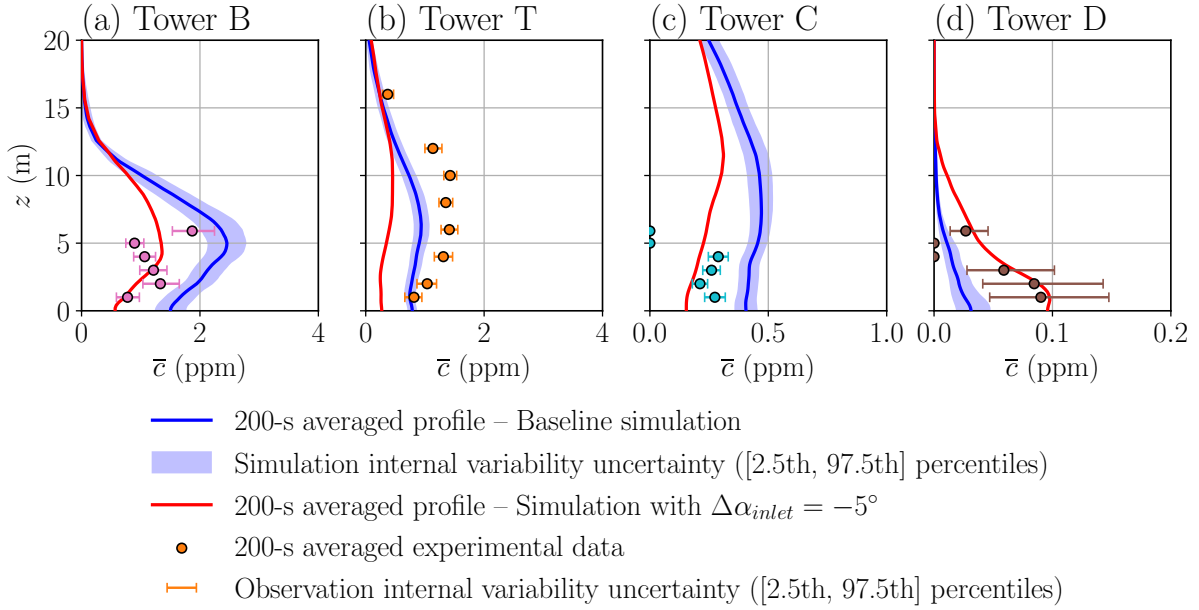 (a) Tower B
(b) Tower T
(c) Tower C
(d) Tower D
20
15
10
5
0
z (m)
0 2 4
0 2 4
0.0 0.5 1.0
0.0 0.1 0.2
c̅ (ppm)
c̅ (ppm)
c̅ (ppm)
c̅ (ppm)
200-s averaged profile – Baseline simulation
Simulation internal variability uncertainty ([2.5th, 97.5th] percentiles)
200-s averaged profile – Simulation with Δα_inlet = −5°
200-s averaged experimental data
Observation internal variability uncertainty ([2.5th, 97.5th] percentiles)